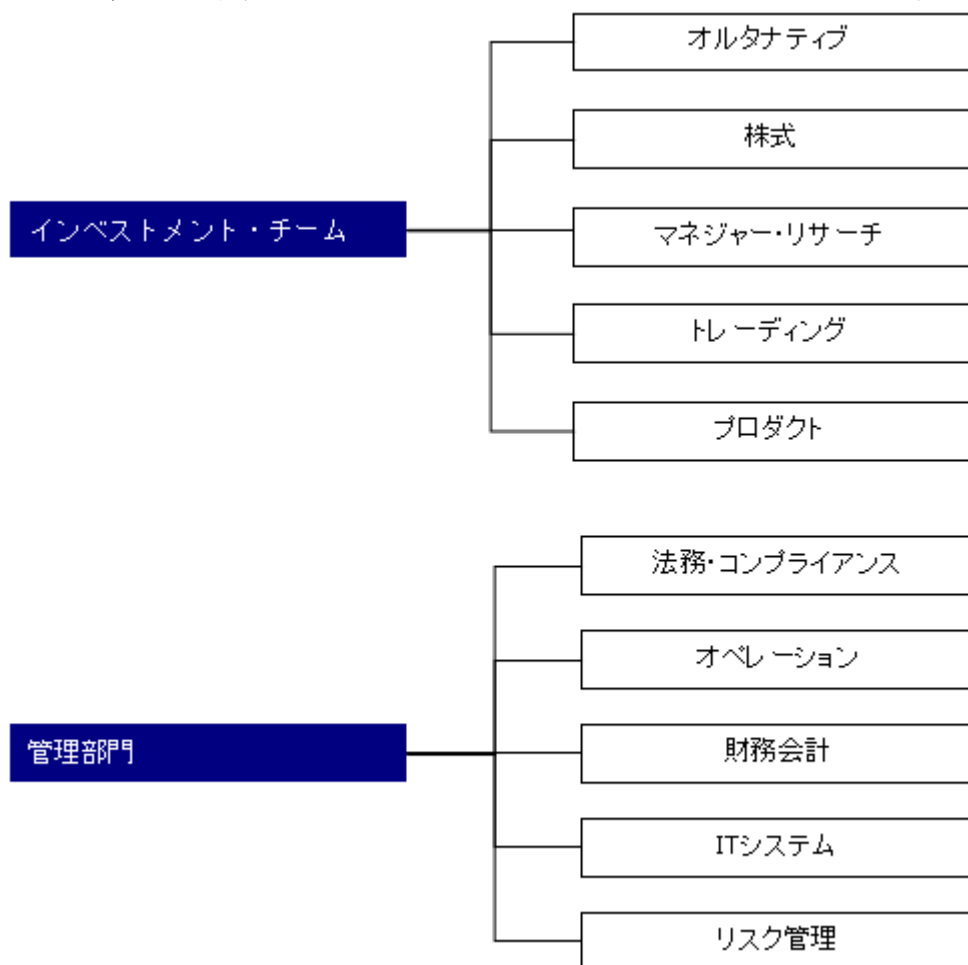 オルタナティブ
株式
インベストメント・チーム
マネジャー・リサーチ
トレーディング
プロダクト
法務・コンプライアンス
オペレーション
管理部門
財務会計
ITシステム
リスク管理